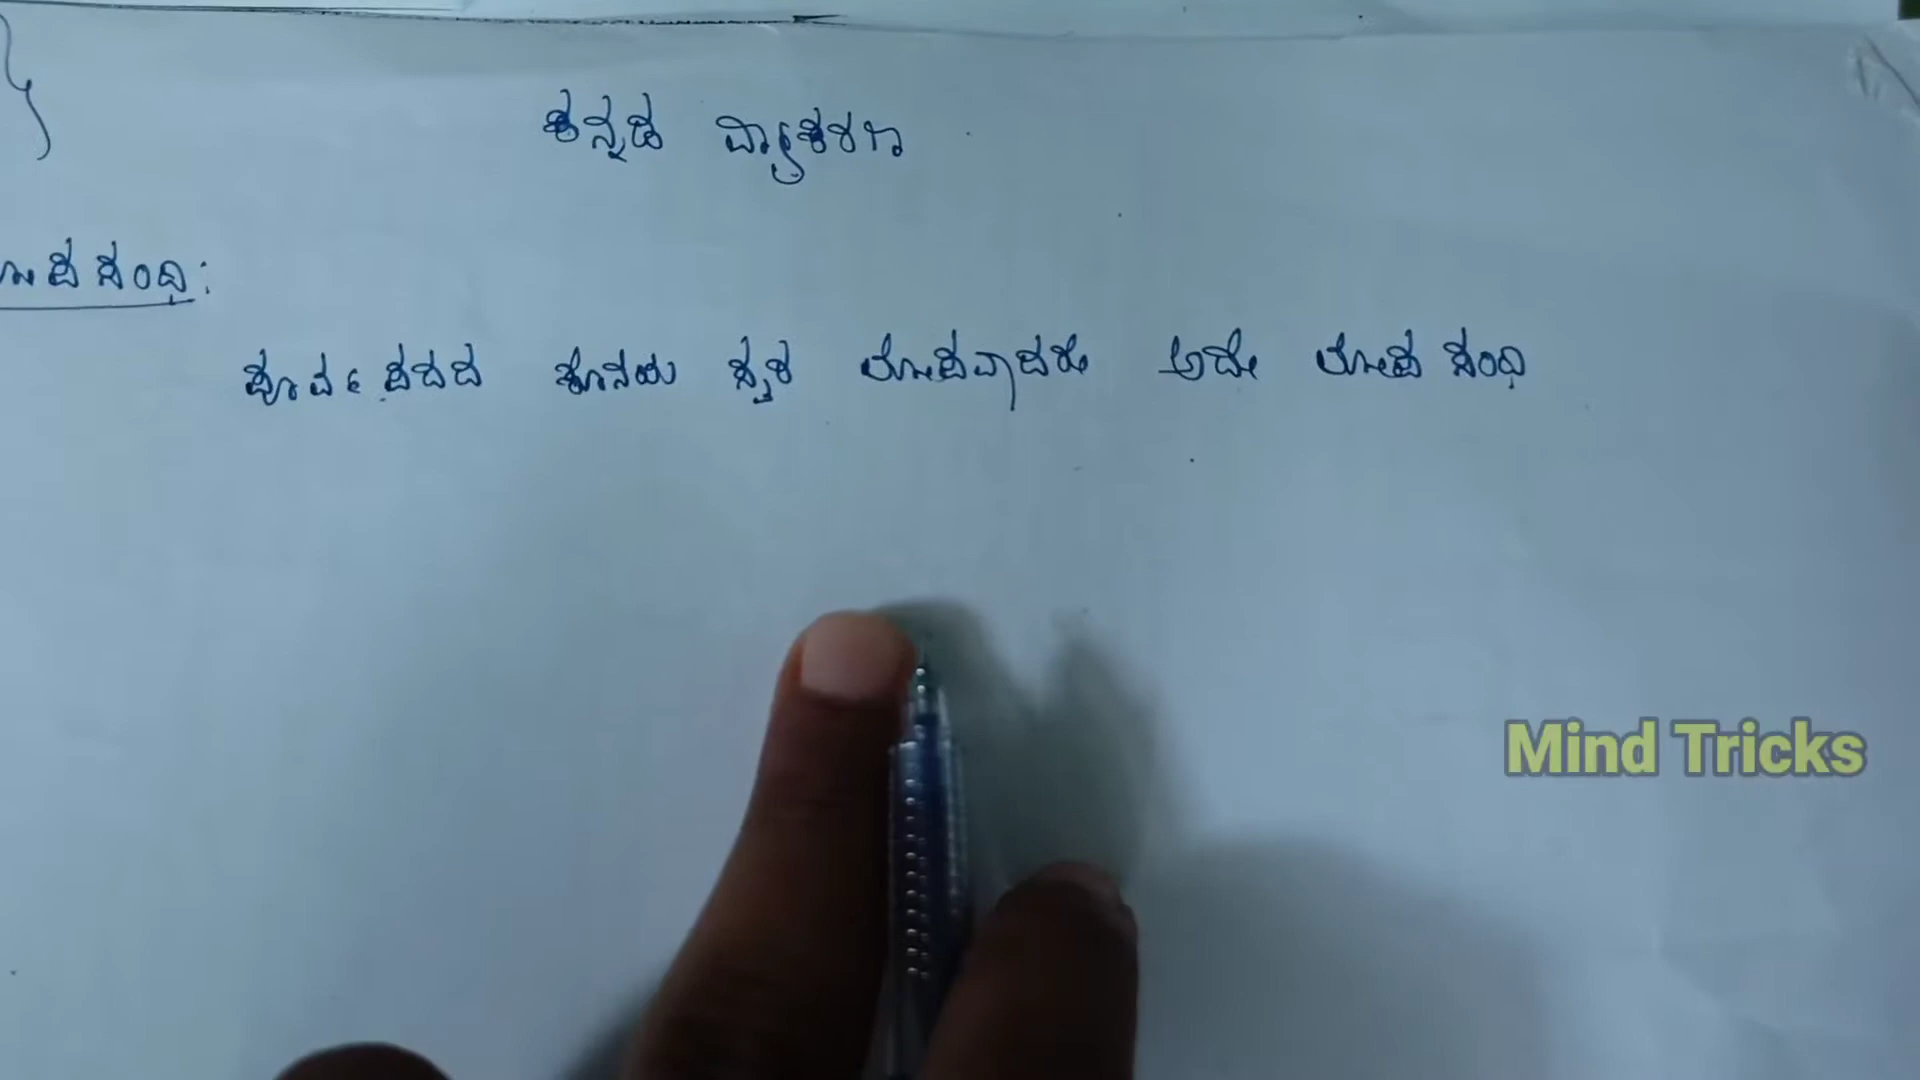 ಕನ್ನಡ ವ್ಯಾಕರಣ
ಲೋಪ ಸಂಧಿ:
ಪೂರ್ವ ಪದದ ಕೊನೆಯ ಸ್ವರ ಲೋಪವಾದರೇ ಅದೇ ಲೋಪ ಸಂಧಿ
Mind Tricks